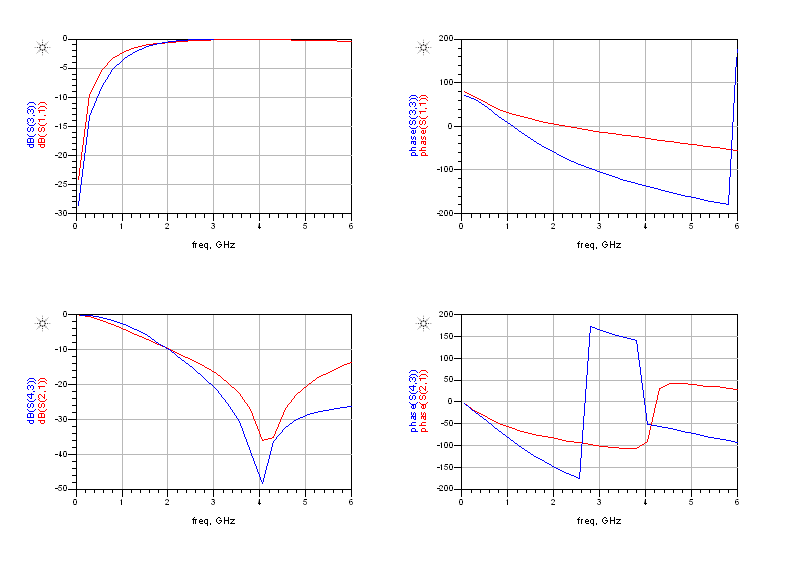 0
-5
-10
-15
-20
-25
-30
dB(S(3,3))
dB(S(1,1))
0 1 2 3 4 5 6
freq, GHz
200
100
0
-100
-200
phase(S(3,3))
phase(S(1,1))
0 1 2 3 4 5 6
freq, GHz
0
-10
-20
-30
-40
-50
dB(S(4,3))
dB(S(2,1))
0 1 2 3 4 5 6
freq, GHz
200
150
100
50
0
-50
-100
-150
-200
phase(S(4,3))
phase(S(2,1))
0 1 2 3 4 5 6
freq, GHz